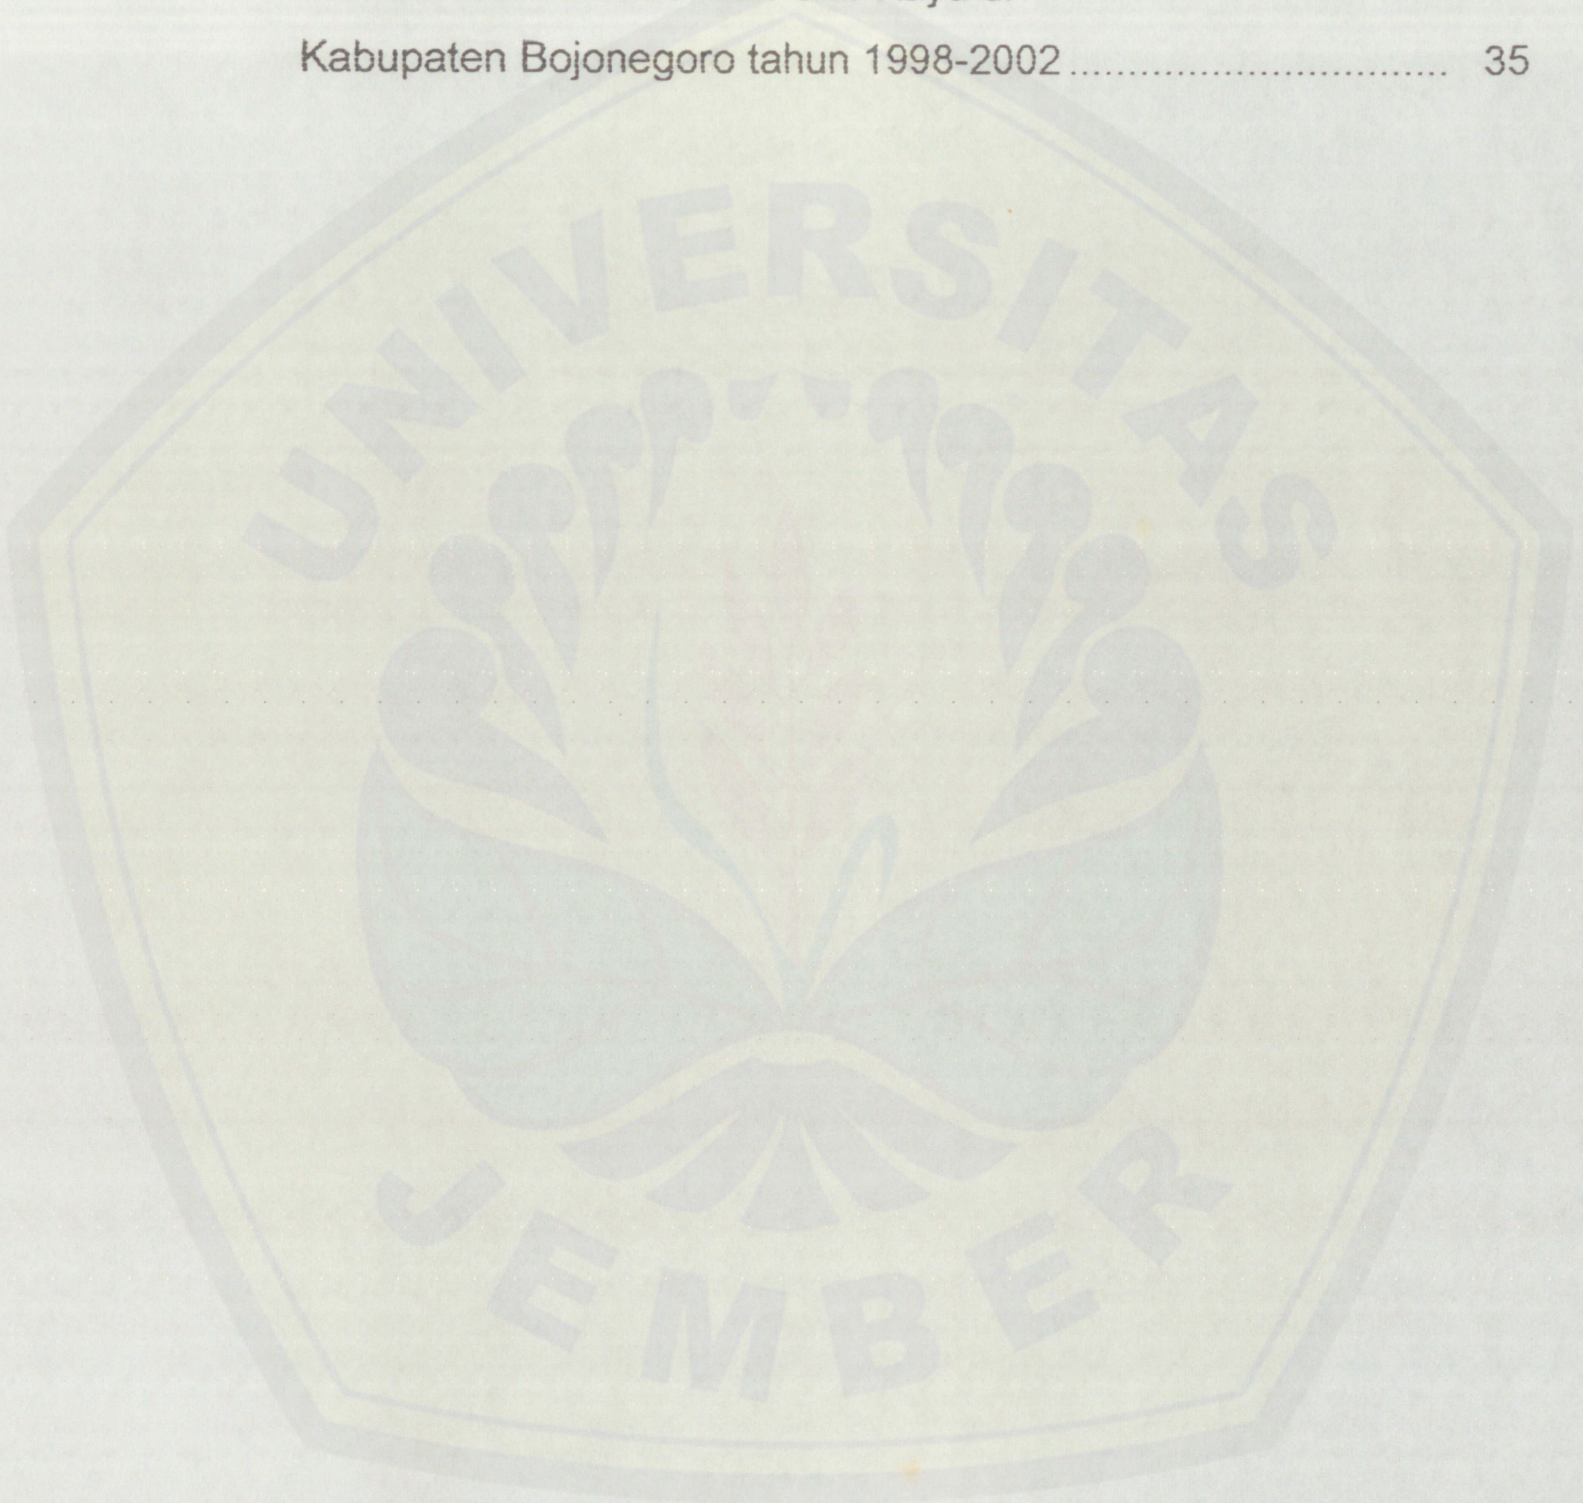 Kabupaten Bojonegoro tahun 1998-2002 ................................ 35
UNIVERSITAS
JEMBER